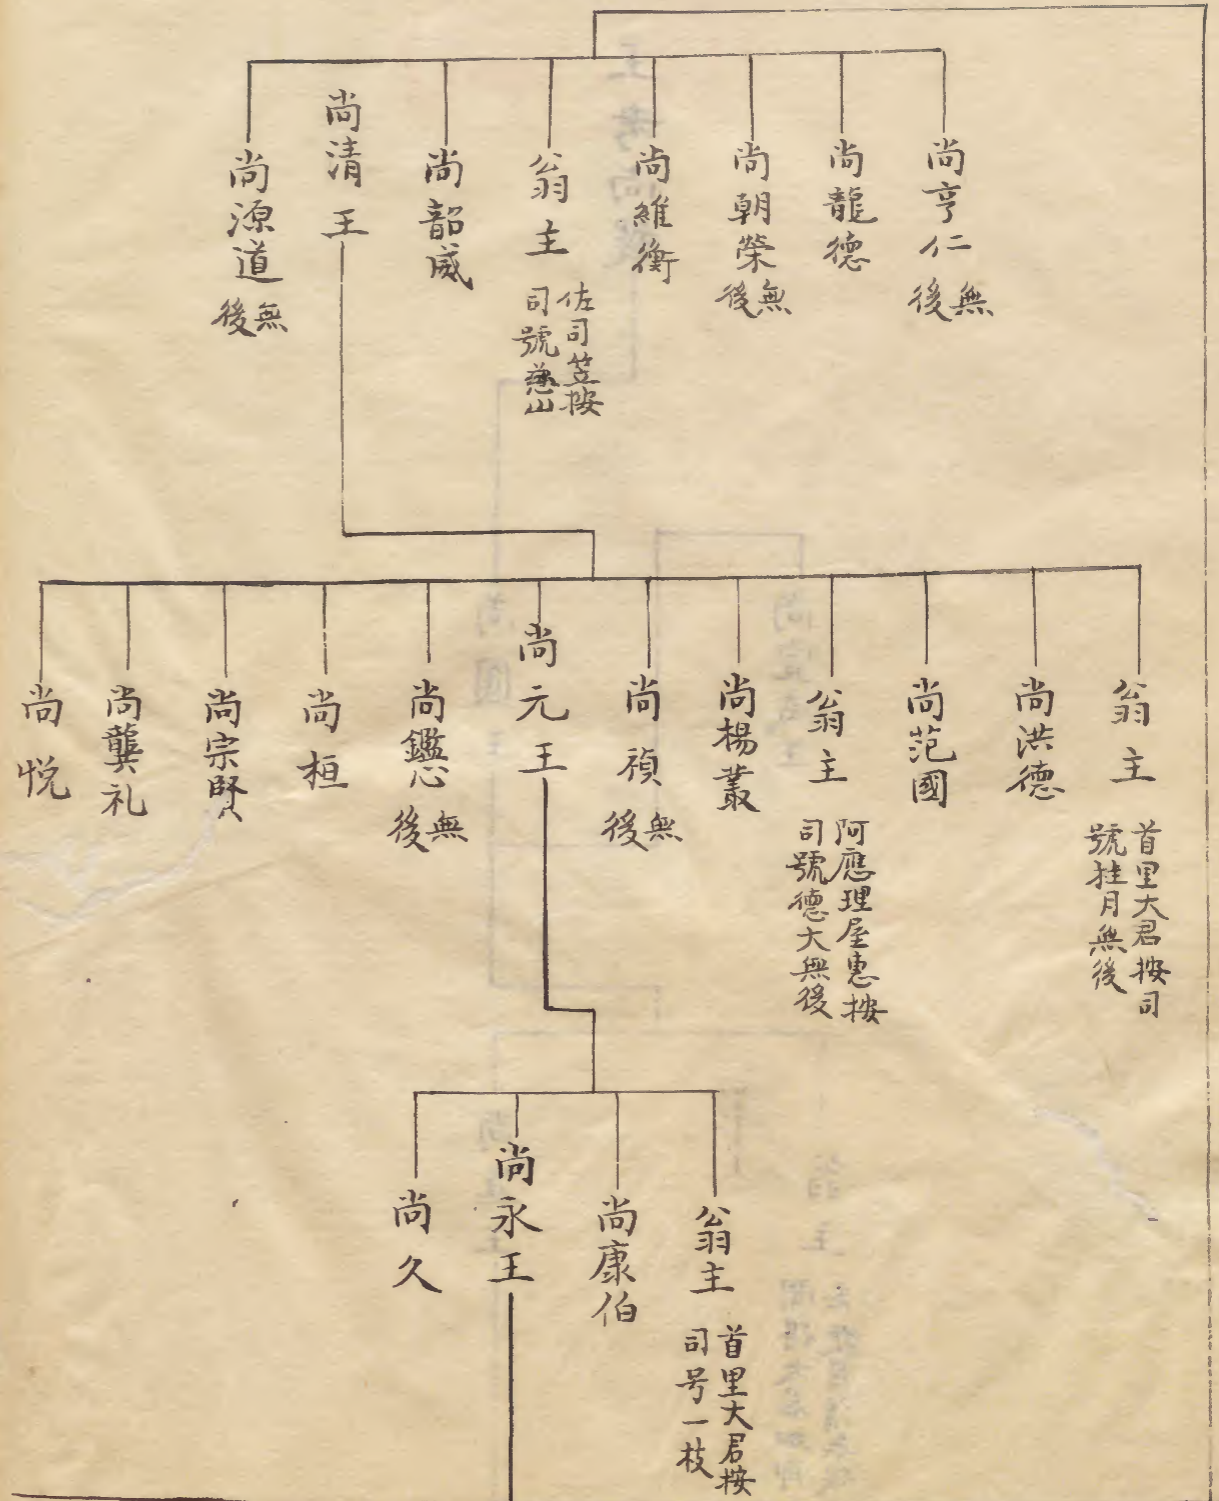 尚亨仁
無
後
尚龍德
尚朝榮
無
後
尚維衡
翁主
佐司笠按
司號慈山
尚韶威
尚清王
尚源道
無
後
翁主
首里大君按司
號桂月無後
尚洪德
尚范國
翁主
阿應理屋惠按
司號德大無後
尚楊叢
尚禎
無
後
尚元王
尚鑑心
無
後
尚桓
尚宗賢
尚龔礼
尚悦
翁主
首里大君按
司号一枝
尚康伯
尚永王
尚久